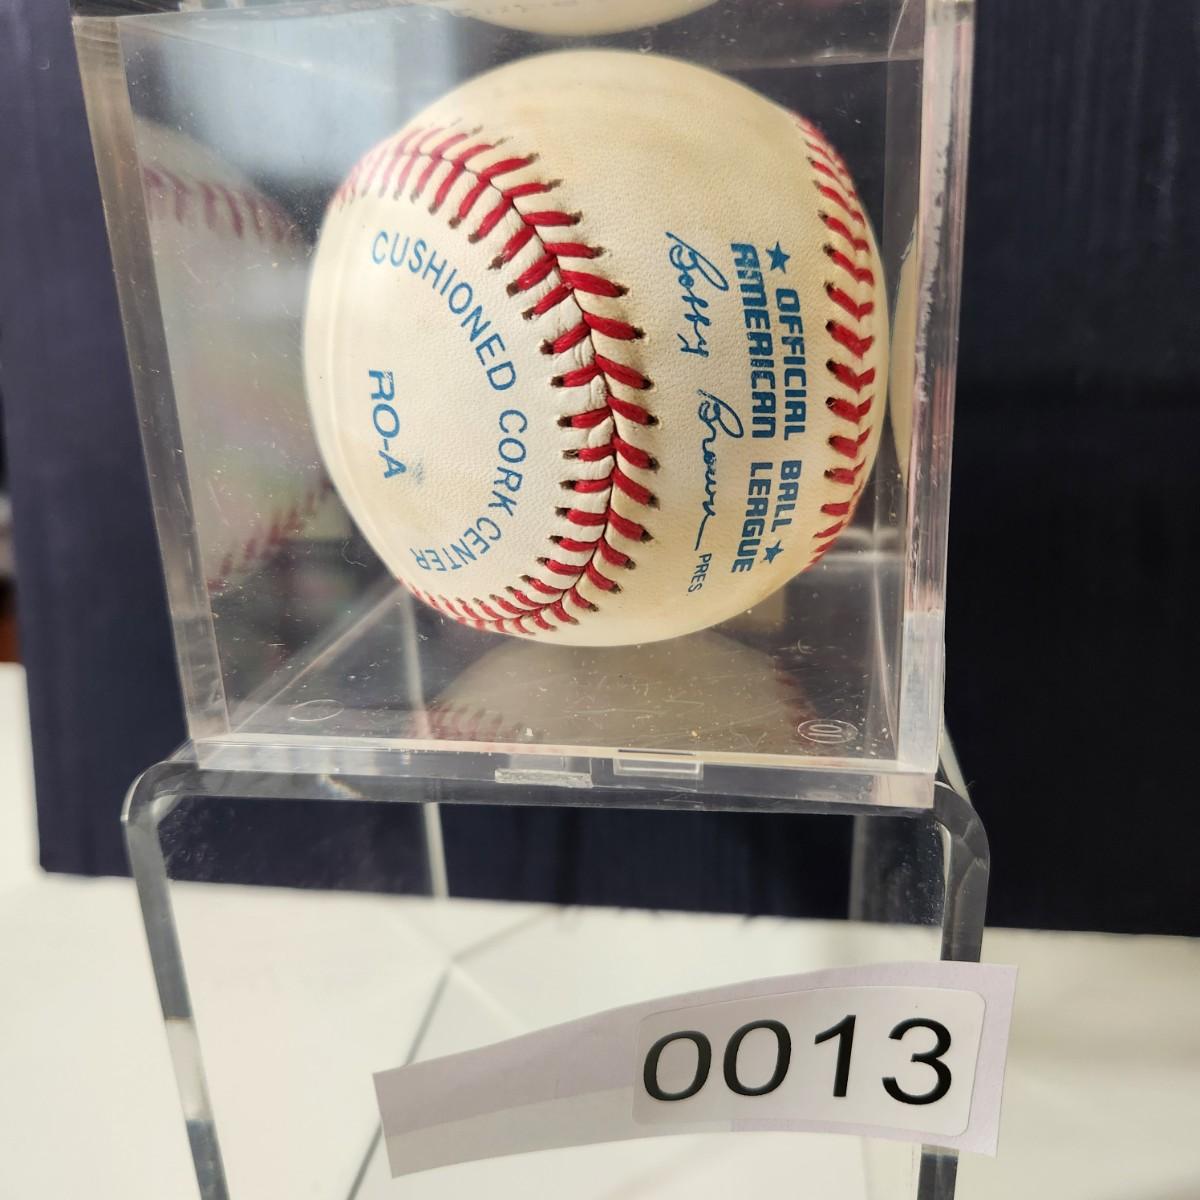 ★ OFFICIAL BALL ★
AMERICAN LEAGUE
Bobby Brown PRES
CUSHIONED CORK CENTER
RO-A
0013